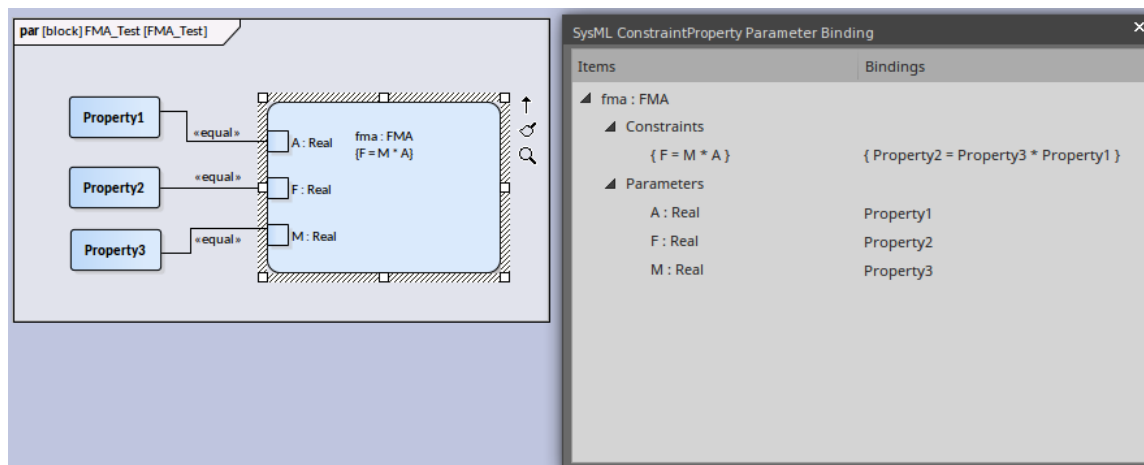 par [block] FMA_Test [FMA_Test]
Property1
«equal»
A : Real
fma : FMA
{F = M * A}
Property2
«equal»
F : Real
Property3
«equal»
M : Real
SysML ConstraintProperty Parameter Binding
Items Bindings
fma : FMA
Constraints
{ F = M * A } { Property2 = Property3 * Property1 }
Parameters
A : Real Property1
F : Real Property2
M : Real Property3